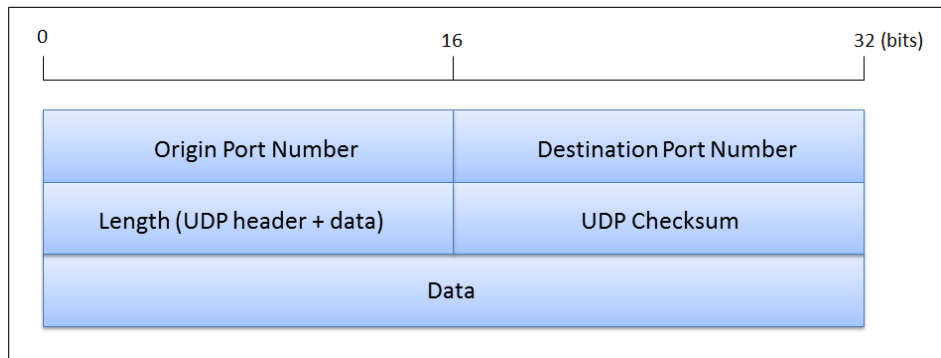 0 16 32 (bits)
Origin Port Number Destination Port Number
Length (UDP header + data) UDP Checksum
Data